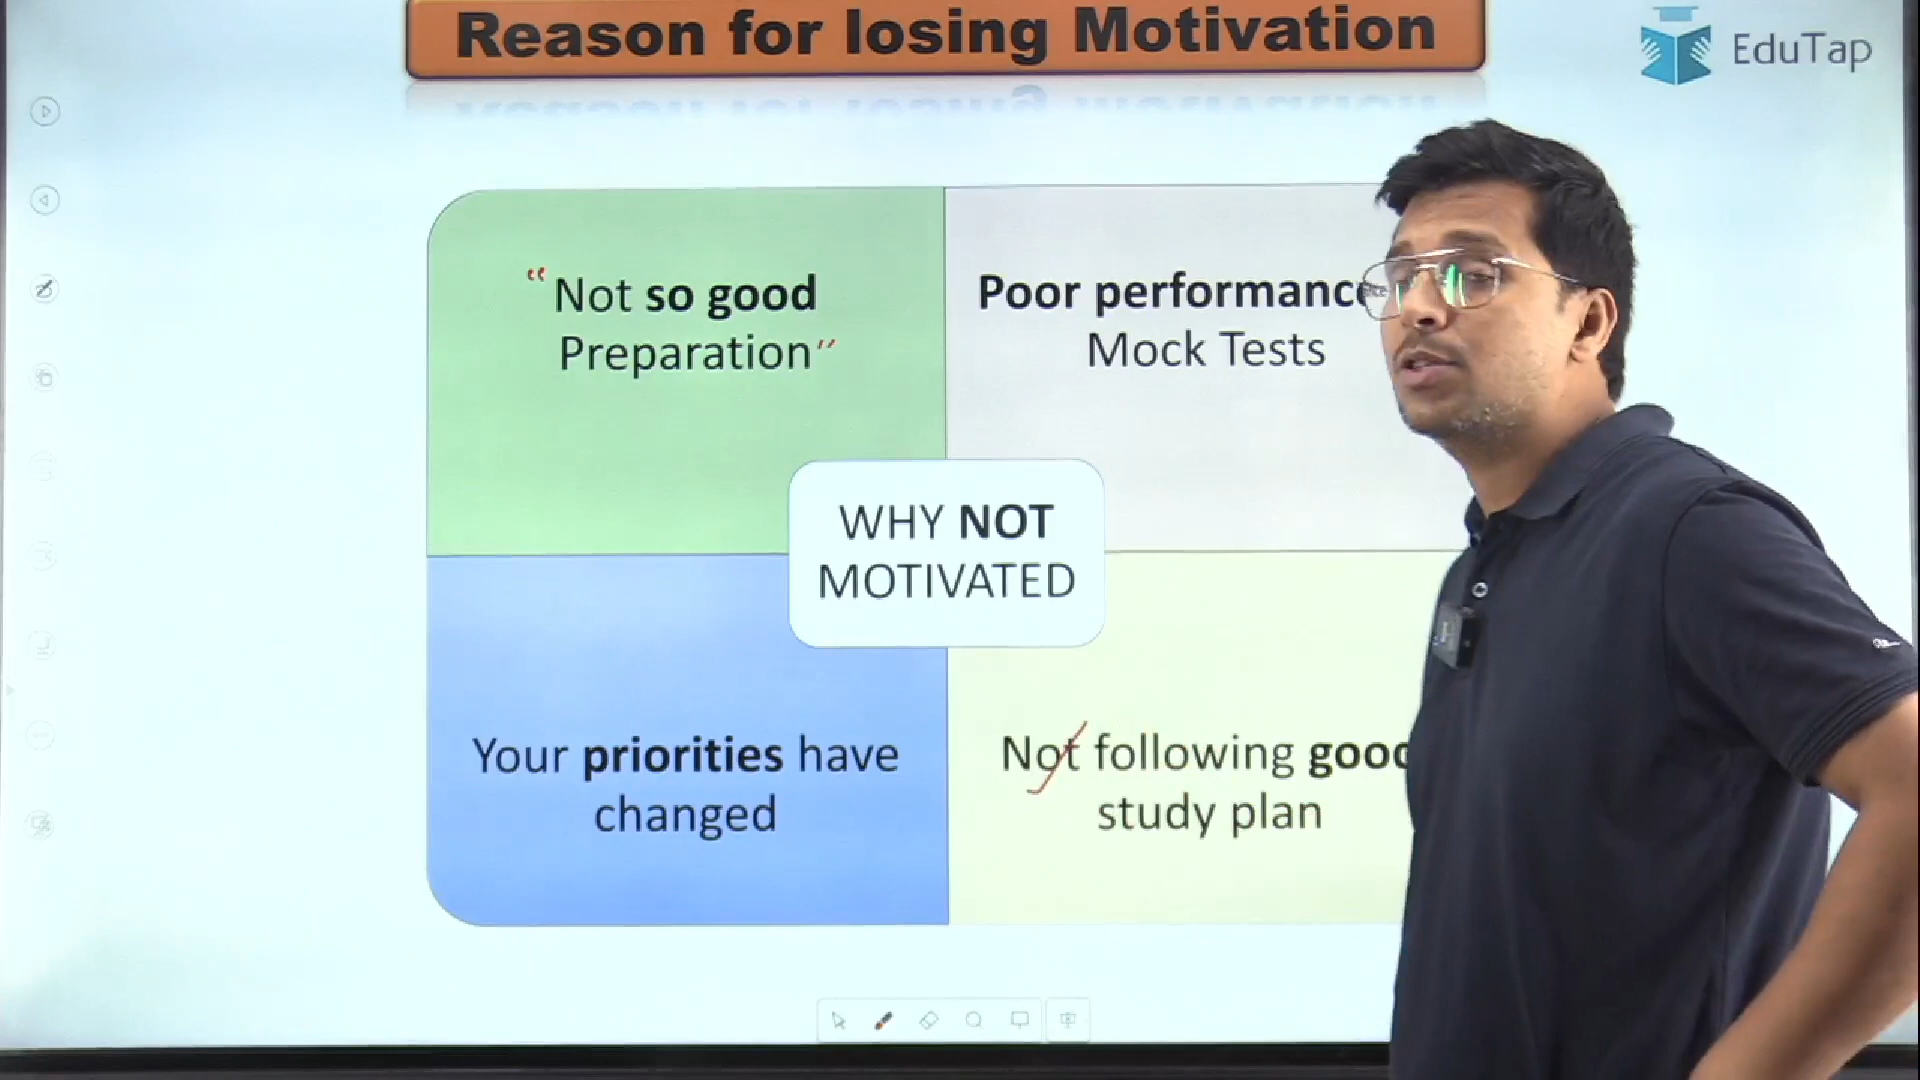 Reason for losing Motivation
EduTap
"Not so good
Preparation"
Poor performance
Mock Tests
WHY NOT
MOTIVATED
Your priorities have
changed
Not following good
study plan